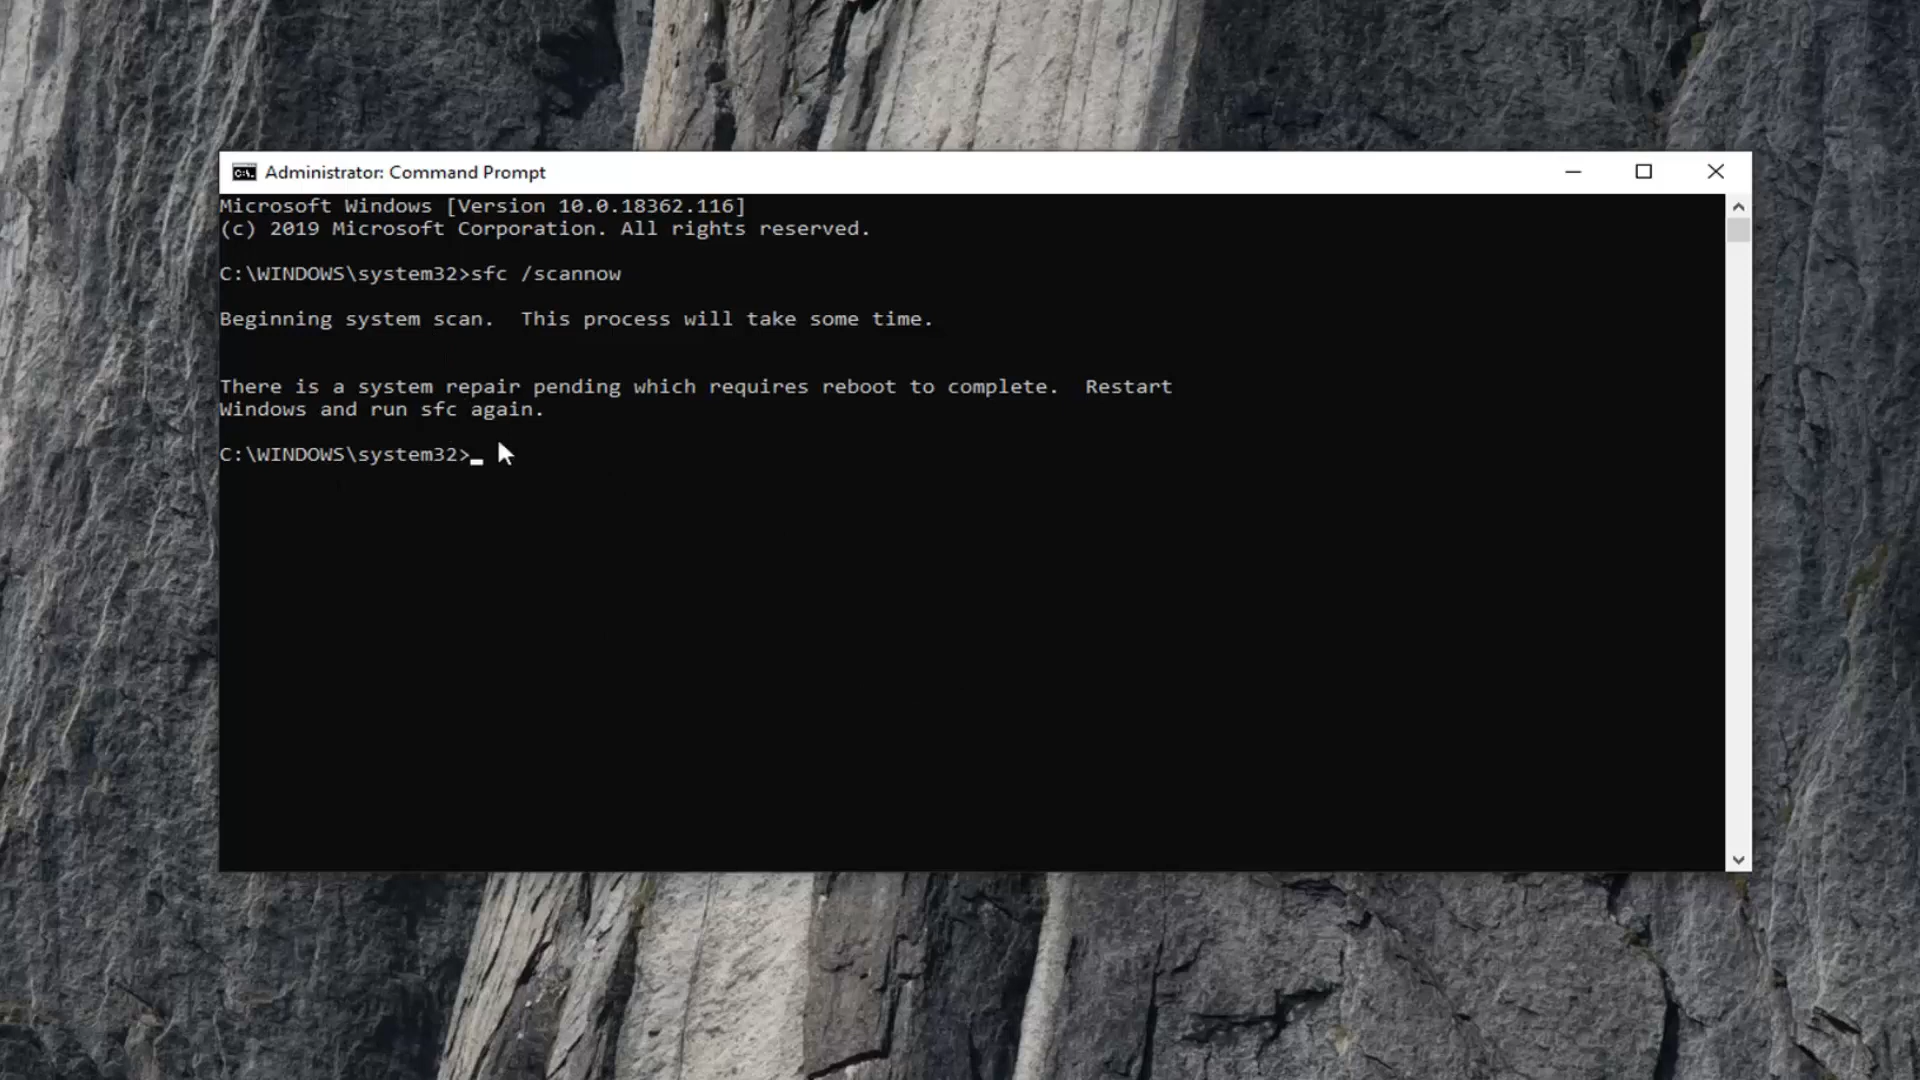 Administrator: Command Prompt
Microsoft Windows [Version 10.0.18362.116]
(c) 2019 Microsoft Corporation. All rights reserved.
C:\WINDOWS\system32>sfc /scannow
Beginning system scan.  This process will take some time.
There is a system repair pending which requires reboot to complete.  Restart
Windows and run sfc again.
C:\WINDOWS\system32>_